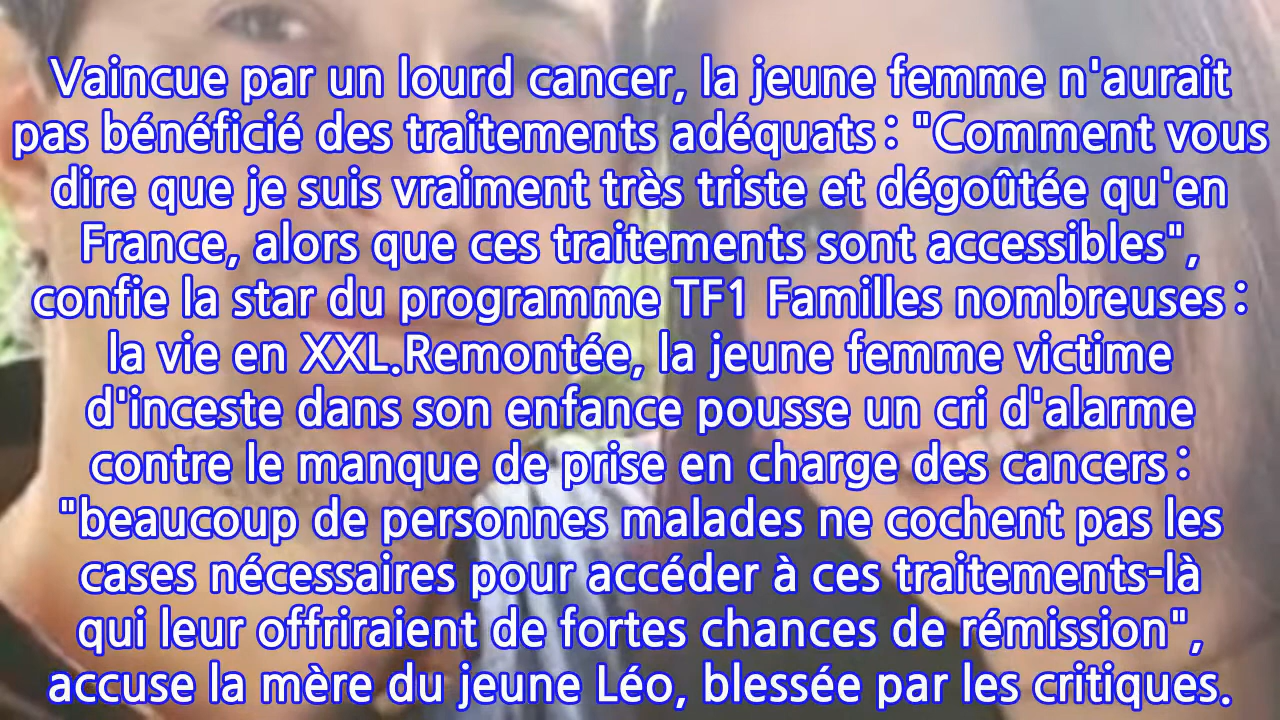 Vaincue par un lourd cancer, la jeune femme n'aurait
pas bénéficié des traitements adéquats : "Comment vous
dire que je suis vraiment très triste et dégoûtée qu'en
France, alors que ces traitements sont accessibles",
confie la star du programme TF1 Familles nombreuses :
la vie en XXL.Remontée, la jeune femme victime
d'inceste dans son enfance pousse un cri d'alarme
contre le manque de prise en charge des cancers :
"beaucoup de personnes malades ne cochent pas les
cases nécessaires pour accéder à ces traitements-là
qui leur offriraient de fortes chances de rémission",
accuse la mère du jeune Léo, blessée par les critiques.